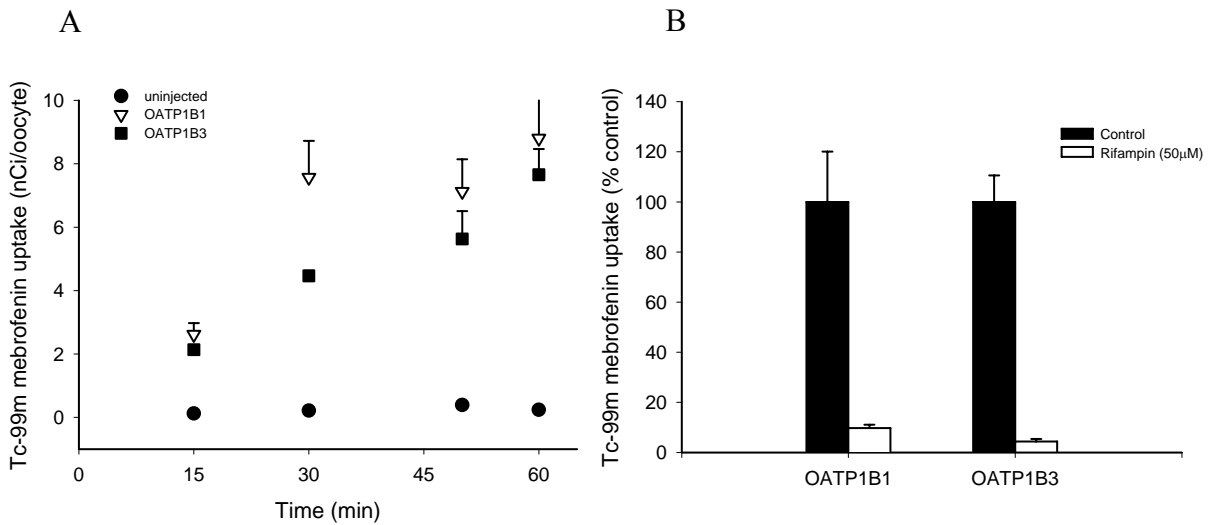 A
Tc-99m mebrofenin uptake (nCi/oocyte)
10
8
6
4
2
0
uninjected
OATP1B1
OATP1B3
0
15
30
45
60
Time (min)
B
Tc-99m mebrofenin uptake (% control)
140
120
100
80
60
40
20
0
Control
Rifampin (50µM)
OATP1B1
OATP1B3